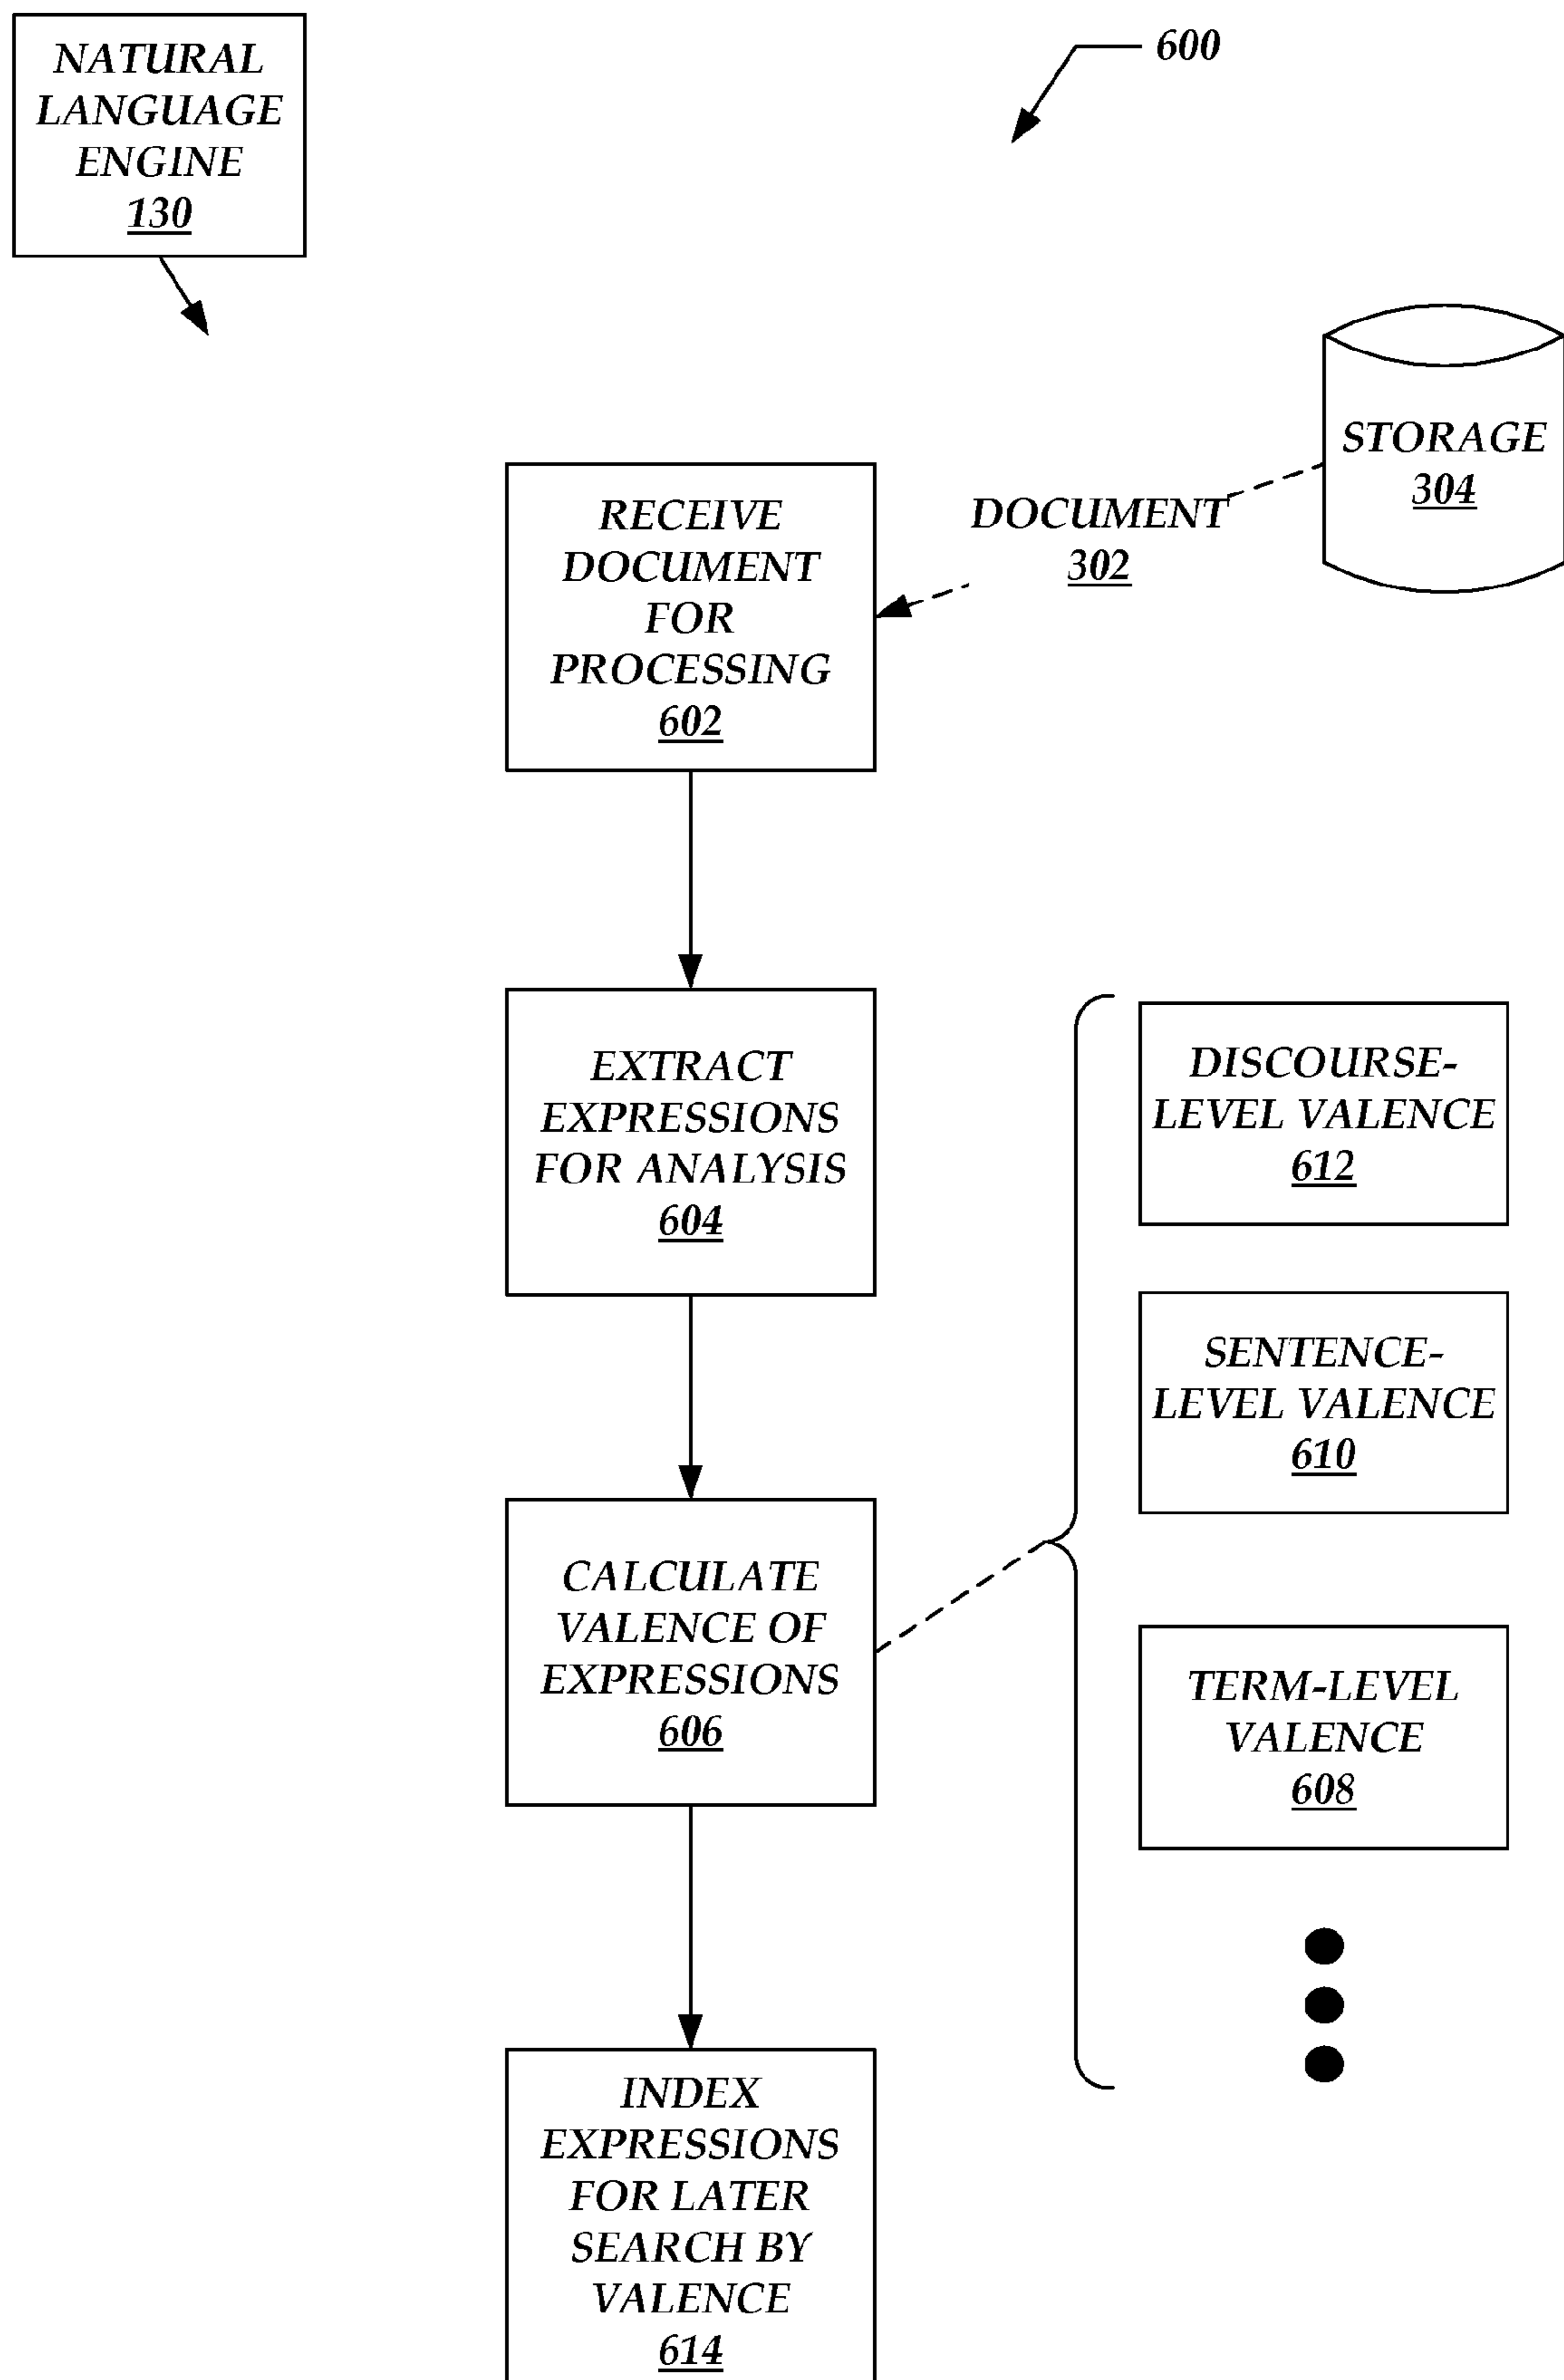 NATURAL
LANGUAGE
ENGINE
130
600
STORAGE
304
DOCUMENT
302
RECEIVE
DOCUMENT
FOR
PROCESSING
602
EXTRACT
EXPRESSIONS
FOR ANALYSIS
604
DISCOURSE-
LEVEL VALENCE
612
SENTENCE-
LEVEL VALENCE
610
CALCULATE
VALENCE OF
EXPRESSIONS
606
TERM-LEVEL
VALENCE
608
INDEX
EXPRESSIONS
FOR LATER
SEARCH BY
VALENCE
614